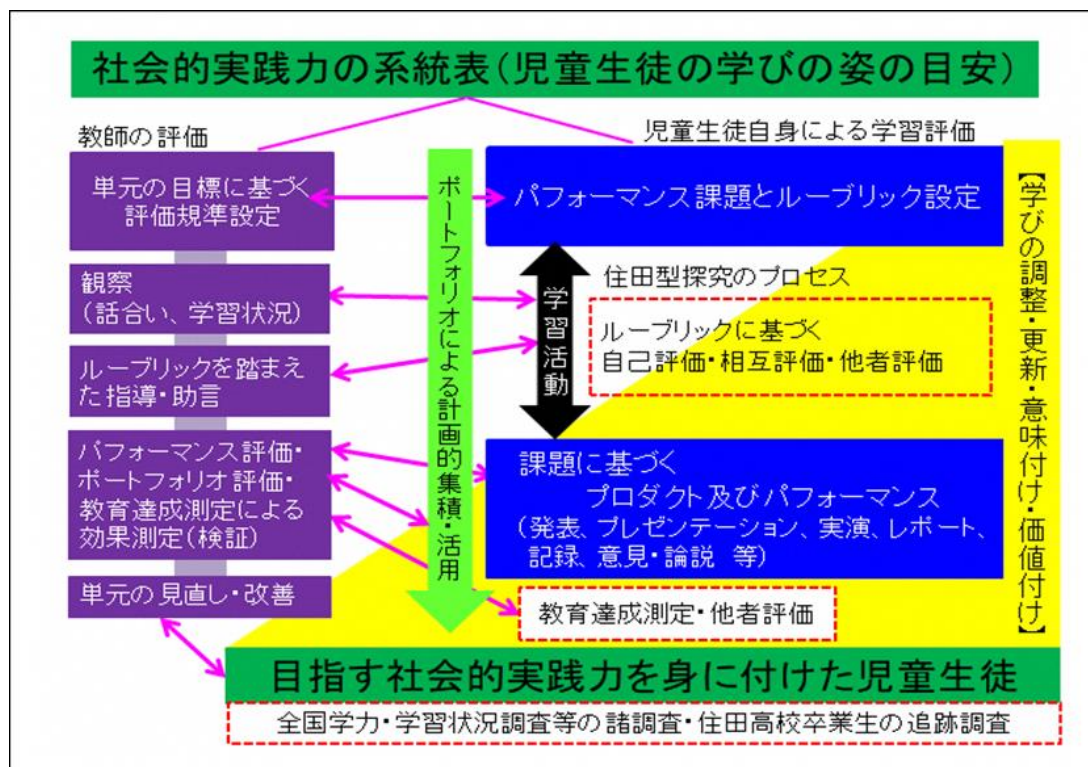 社会的実践力の系統表(児童生徒の学びの姿の目安)
教師の評価
単元の目標に基づく
評価規準設定
観察
(話合い、学習状況)
ルーブリックを踏まえ
た指導・助言
パフォーマンス評価・
ポートフォリオ評価・
教育達成測定による
効果測定(検証)
単元の見直し・改善
ポートフォリオによる計画的集積・活用
児童生徒自身による学習評価
パフォーマンス課題とルーブリック設定
学習活動
住田型探究のプロセス
ルーブリックに基づく
自己評価・相互評価・他者評価
課題に基づく
プロダクト及びパフォーマンス
(発表、プレゼンテーション、実演、レポート、
記録、意見・論説 等)
教育達成測定・他者評価
【学びの調整・更新・意味付け・価値付け】
目指す社会的実践力を身に付けた児童生徒
全国学力・学習状況調査等の諸調査・住田高校卒業生の追跡調査